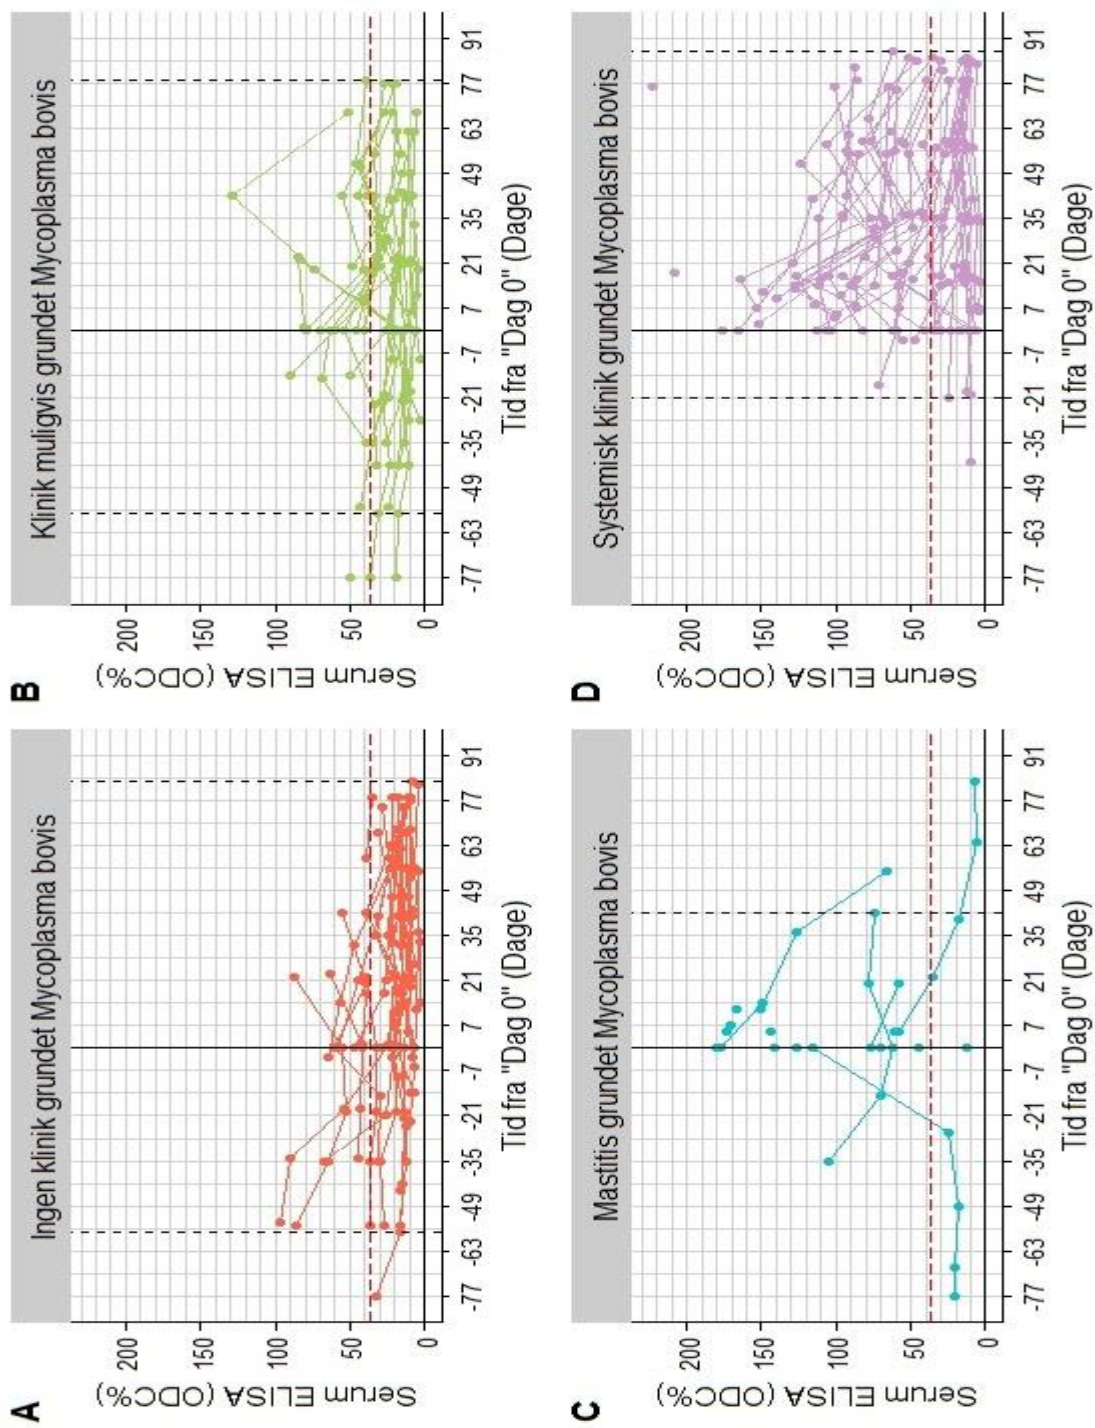 A
Ingen klinik grundet Mycoplasma bovis
Serum ELISA (ODC%)
200
150
100
50
0
-77 -63 -49 -35 -21 -7 7 21 35 49 63 77 91
Tid fra "Dag 0" (Dage)
B
Klinik muligvis grundet Mycoplasma bovis
Serum ELISA (ODC%)
200
150
100
50
0
-77 -63 -49 -35 -21 -7 7 21 35 49 63 77 91
Tid fra "Dag 0" (Dage)
C
Mastitis grundet Mycoplasma bovis
Serum ELISA (ODC%)
200
150
100
50
0
-77 -63 -49 -35 -21 -7 7 21 35 49 63 77 91
Tid fra "Dag 0" (Dage)
D
Systemisk klinik grundet Mycoplasma bovis
Serum ELISA (ODC%)
200
150
100
50
0
-77 -63 -49 -35 -21 -7 7 21 35 49 63 77 91
Tid fra "Dag 0" (Dage)